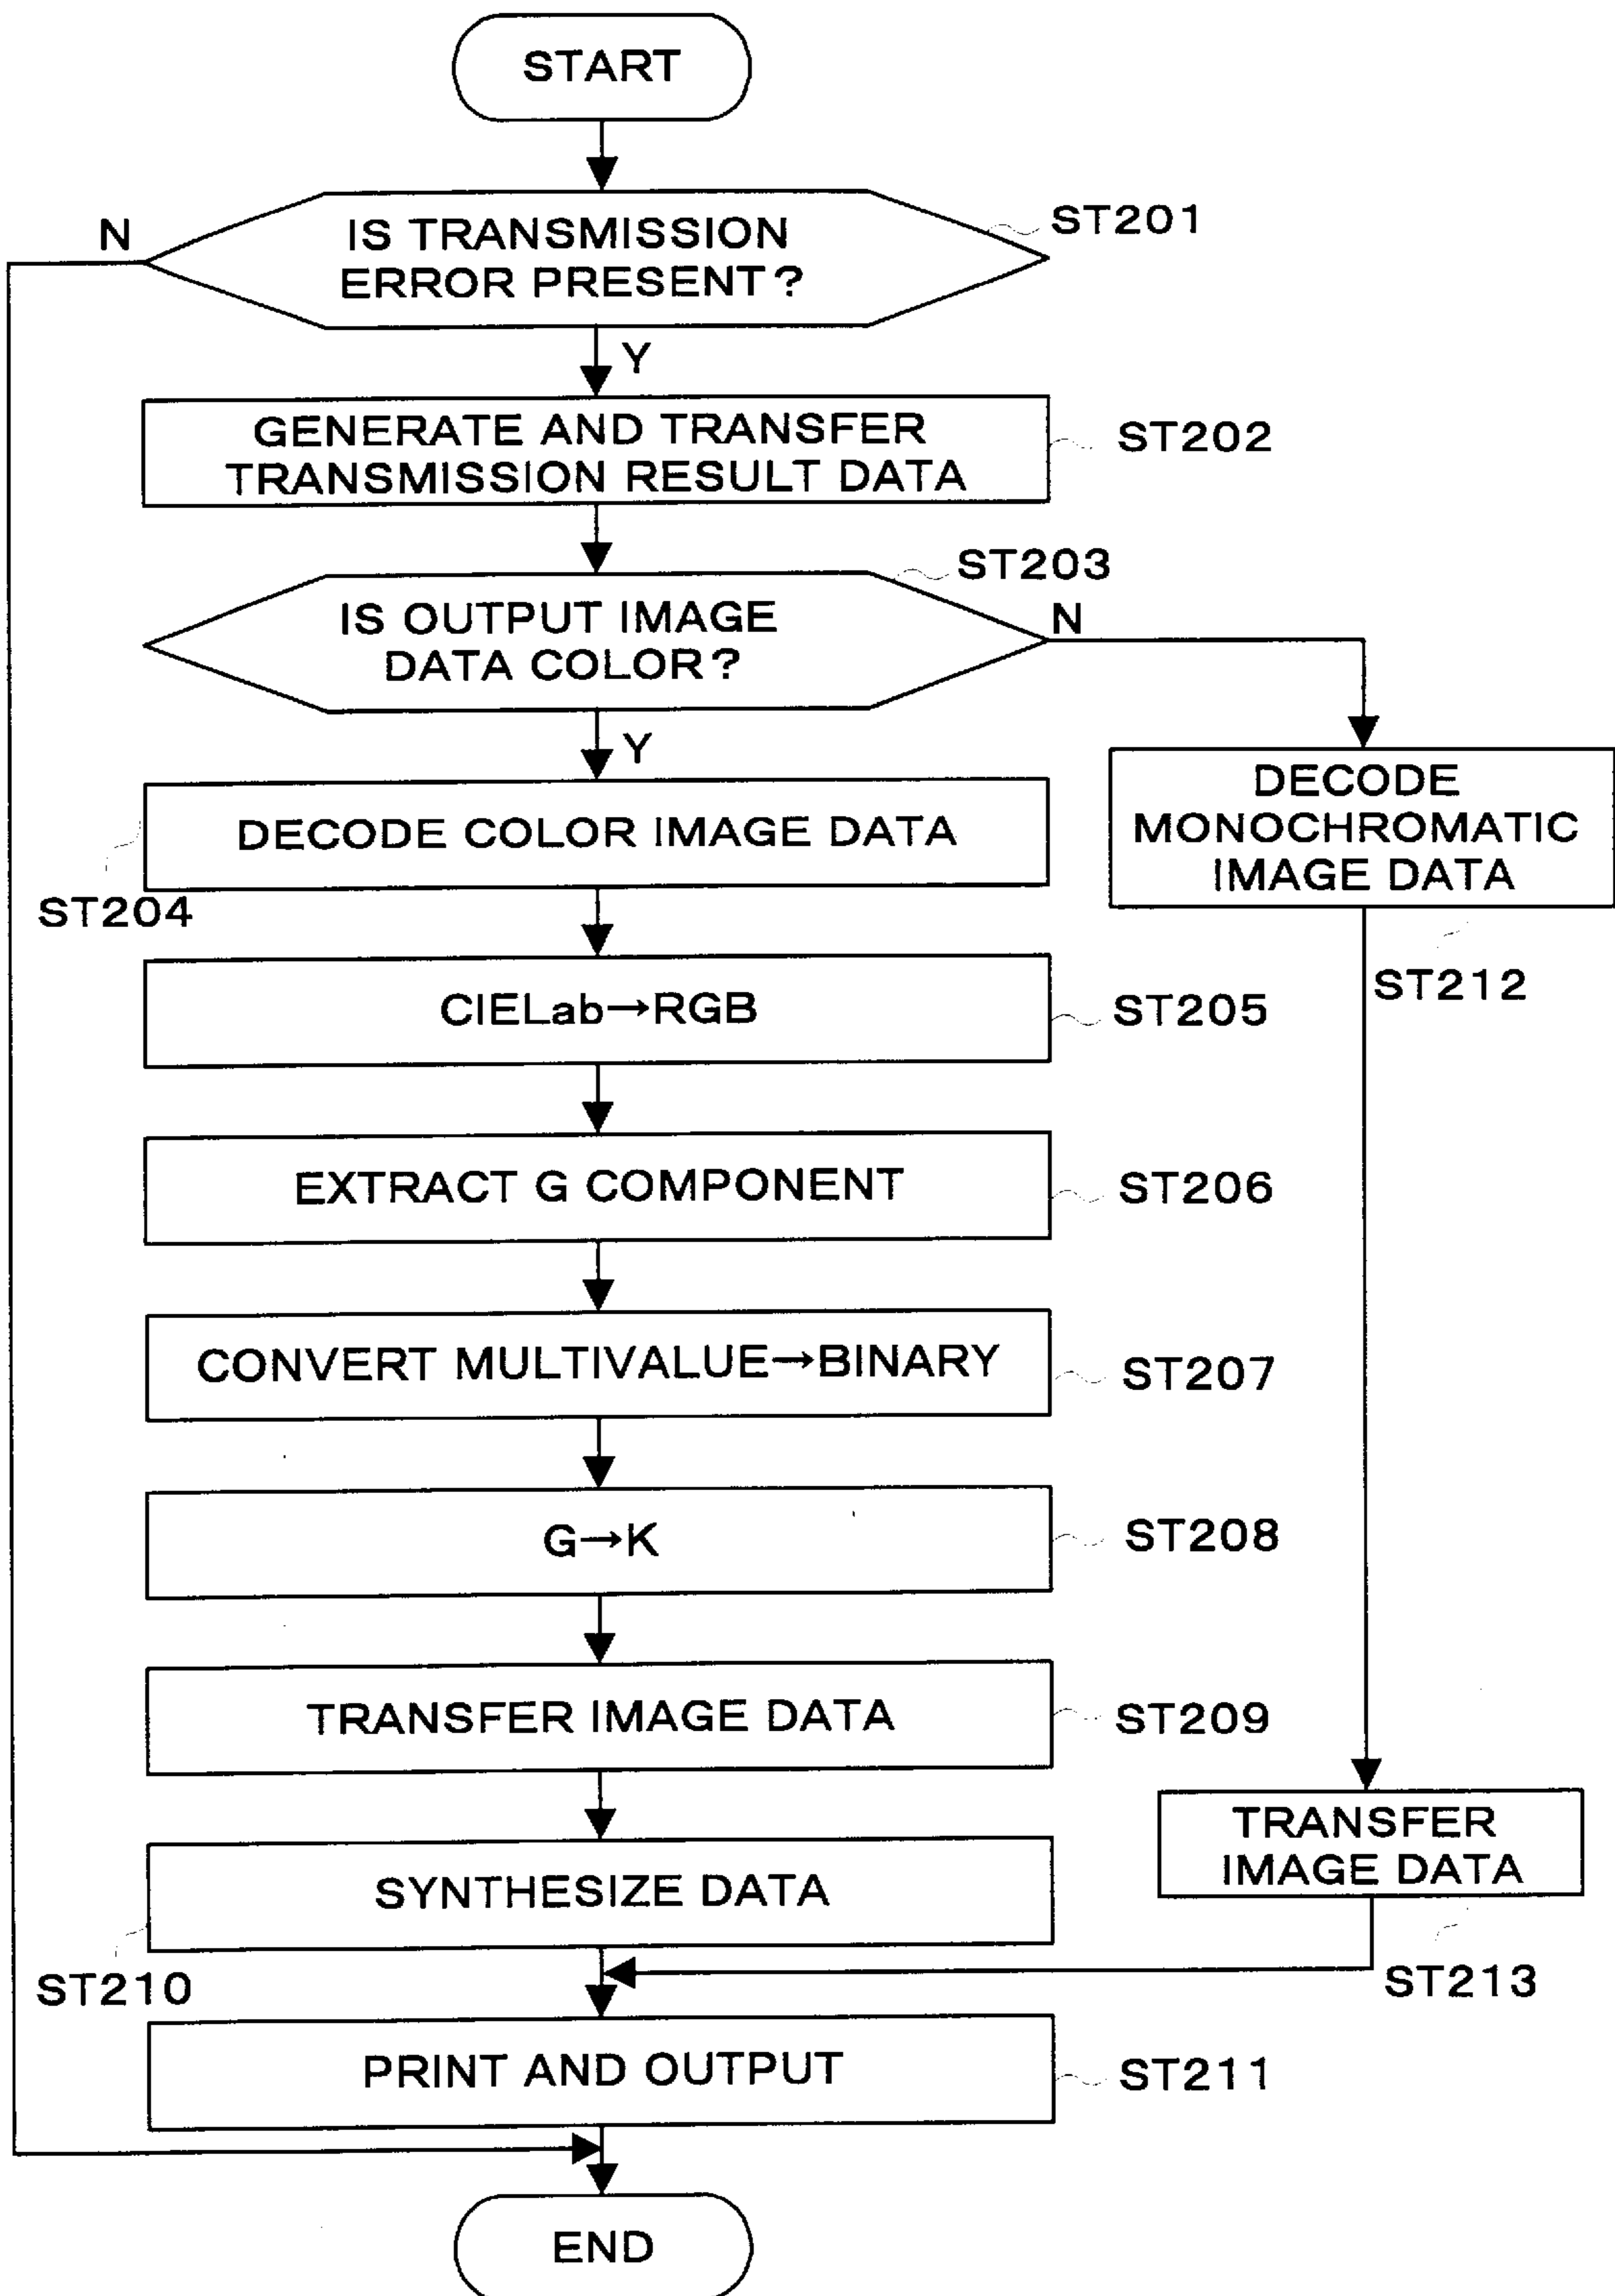 START
N
IS TRANSMISSION
ERROR PRESENT?
ST201
Y
GENERATE AND TRANSFER
TRANSMISSION RESULT DATA
ST202
ST203
IS OUTPUT IMAGE
DATA COLOR?
N
Y
DECODE COLOR IMAGE DATA
ST204
DECODE
MONOCHROMATIC
IMAGE DATA
ST212
CIELab→RGB
ST205
EXTRACT G COMPONENT
ST206
CONVERT MULTIVALUE→BINARY
ST207
G→K
ST208
TRANSFER IMAGE DATA
ST209
TRANSFER
IMAGE DATA
ST213
SYNTHESIZE DATA
ST210
PRINT AND OUTPUT
ST211
END